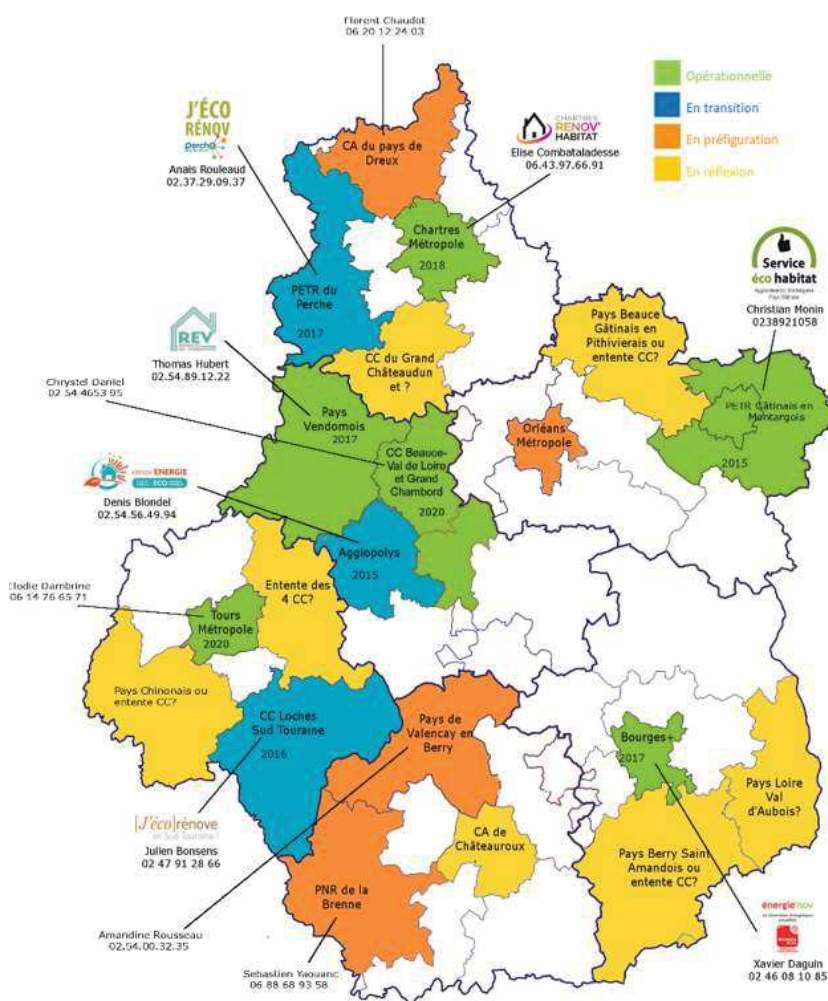 Florent Chaudot
06 20 12 24 03
Opérationnelle
En transition
En préfiguration
En réflexion
J'ÉCO
RÉNOV
perche
Anaïs Rouleaud
02.37.29.09.37
CHARTRES
RENOV'
HABITAT
Elise Combataladesse
06.43.97.66.91
CA du pays de
Dreux
Chartres
Métropole
2018
Service
éco habitat
Christian Monin
0238921058
PETR du
Perche
2017
Pays Beauce
Gâtinais en
Pithivierais ou
entente CC?
REV
Thomas Hubert
02.54.89.12.22
CC du Grand
Châteaudun
et ?
Chrystel Daniel
02 54 4653 95
Pays
Vendomois
2017
Orléans
Métropole
PETR Gâtinais en
Montargois
2015
CC Beauce-
Val de Loire
et Grand
Chambord
2020
ENERGIE
Denis Blondel
02.54.56.49.94
Agglopolys
2015
Elodie Dambrine
06 14 76 65 71
Entente des
4 CC?
Tours
Métropole
2020
Pays Chinonais ou
entente CC?
CC Loches
Sud Touraine
2016
Pays de
Valencay en
Berry
Bourges+
2017
Pays Loire
Val
d'Aubois?
|J'éco|rénove
en Sud Touraine !
Julien Bonsens
02 47 91 28 66
CA de
Châteauroux
Pays Berry Saint
Amandois ou
entente CC?
PNR de la
Brenne
Amandine Rousseau
02.54.00.32.35
Sebastien Yaouanc
06 88 68 93 58
énergie'nov
Xavier Daguin
02 46 08 10 85